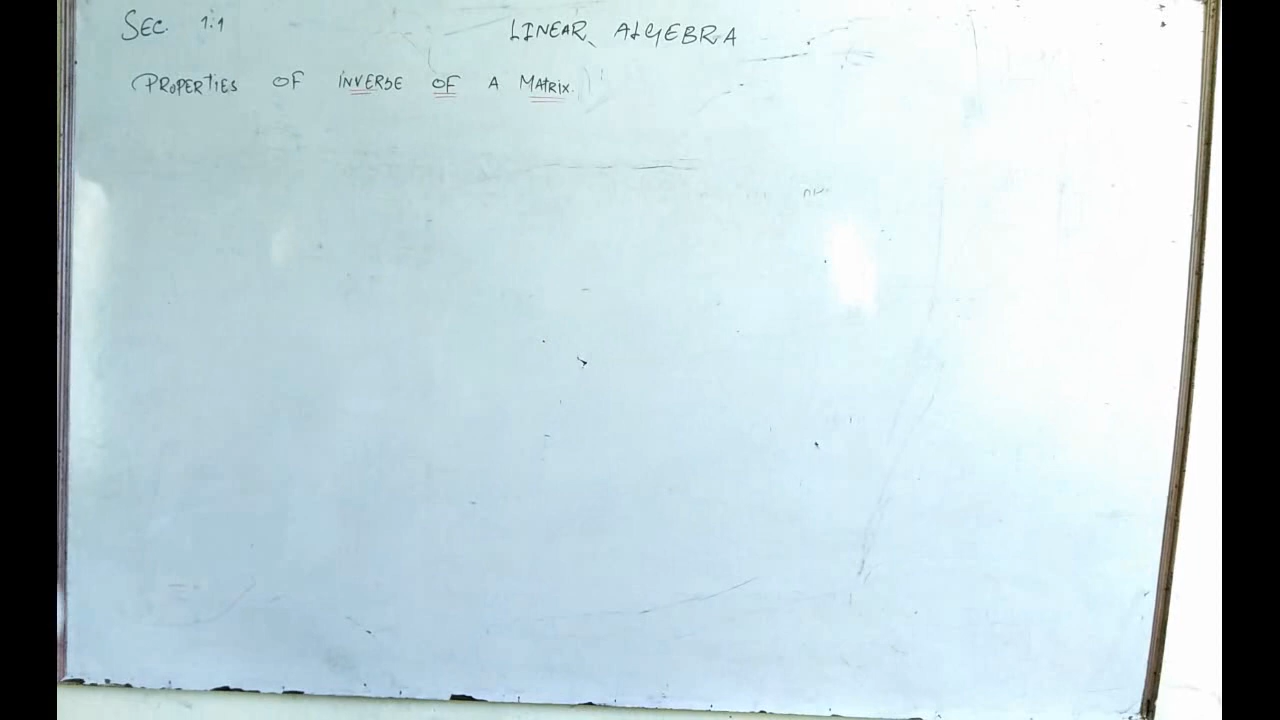 SEC. 1.1 LINEAR ALGEBRA
PROPERTIES OF INVERSE OF A MATRIX.